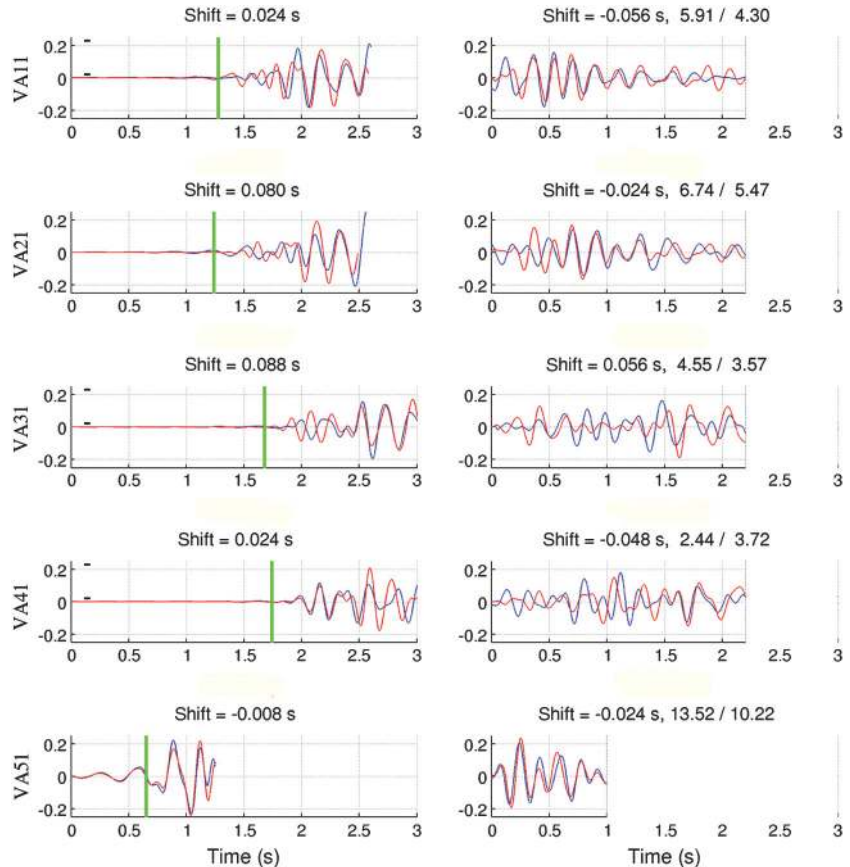 Shift = 0.024 s
Shift = -0.056 s, 5.91 / 4.30
VA11
0.2
0
-0.2
0 0.5 1 1.5 2 2.5 3
0 0.5 1 1.5 2 2.5 3
Shift = 0.080 s
Shift = -0.024 s, 6.74 / 5.47
VA21
0.2
0
-0.2
0 0.5 1 1.5 2 2.5 3
0 0.5 1 1.5 2 2.5 3
Shift = 0.088 s
Shift = 0.056 s, 4.55 / 3.57
VA31
0.2
0
-0.2
0 0.5 1 1.5 2 2.5 3
0 0.5 1 1.5 2 2.5 3
Shift = 0.024 s
Shift = -0.048 s, 2.44 / 3.72
VA41
0.2
0
-0.2
0 0.5 1 1.5 2 2.5 3
0 0.5 1 1.5 2 2.5 3
Shift = -0.008 s
Shift = -0.024 s, 13.52 / 10.22
VA51
0.2
0
-0.2
0 0.5 1 1.5 2 2.5 3
0 0.5 1 1.5 2 2.5 3
Time (s)
Time (s)